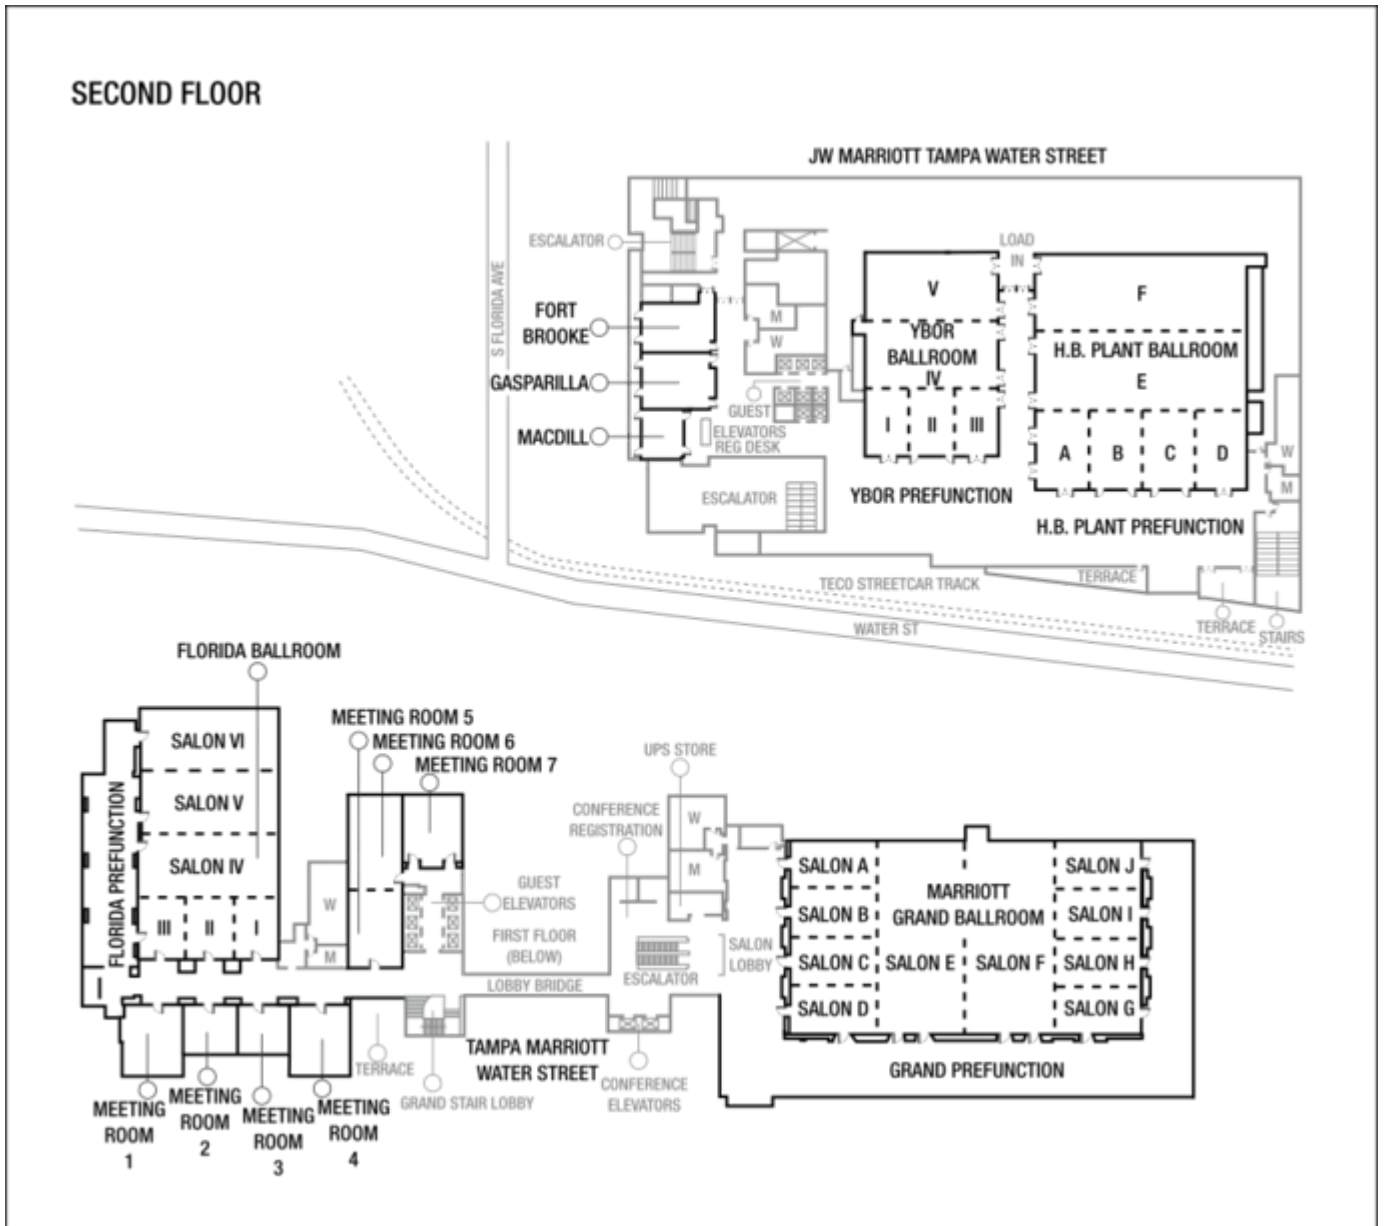 SECOND FLOOR
JW MARRIOTT TAMPA WATER STREET
S FLORIDA AVE
ESCALATOR
FORT
BROOKE
GASPARILLA
MACDILL
M
W
GUEST
ELEVATORS
REG DESK
ESCALATOR
LOAD
IN
V
YBOR
BALLROOM
IV
I
II
III
YBOR PREFUNCTION
F
H.B. PLANT BALLROOM
E
A
B
C
D
W
M
H.B. PLANT PREFUNCTION
TERRACE
TECO STREETCAR TRACK
WATER ST
TERRACE
STAIRS
FLORIDA BALLROOM
SALON VI
SALON V
SALON IV
III
II
I
FLORIDA PREFUNCTION
MEETING ROOM 5
MEETING ROOM 6
MEETING ROOM 7
W
M
GUEST
ELEVATORS
FIRST FLOOR
(BELOW)
LOBBY BRIDGE
UPS STORE
CONFERENCE
REGISTRATION
W
M
ESCALATOR
SALON
LOBBY
SALON A
SALON B
SALON C
SALON D
MARRIOTT
GRAND BALLROOM
SALON E
SALON F
SALON J
SALON I
SALON H
SALON G
GRAND PREFUNCTION
TAMPA MARRIOTT
WATER STREET
TERRACE
GRAND STAIR LOBBY
CONFERENCE
ELEVATORS
MEETING
ROOM
1
MEETING
ROOM
2
MEETING
ROOM
3
MEETING
ROOM
4